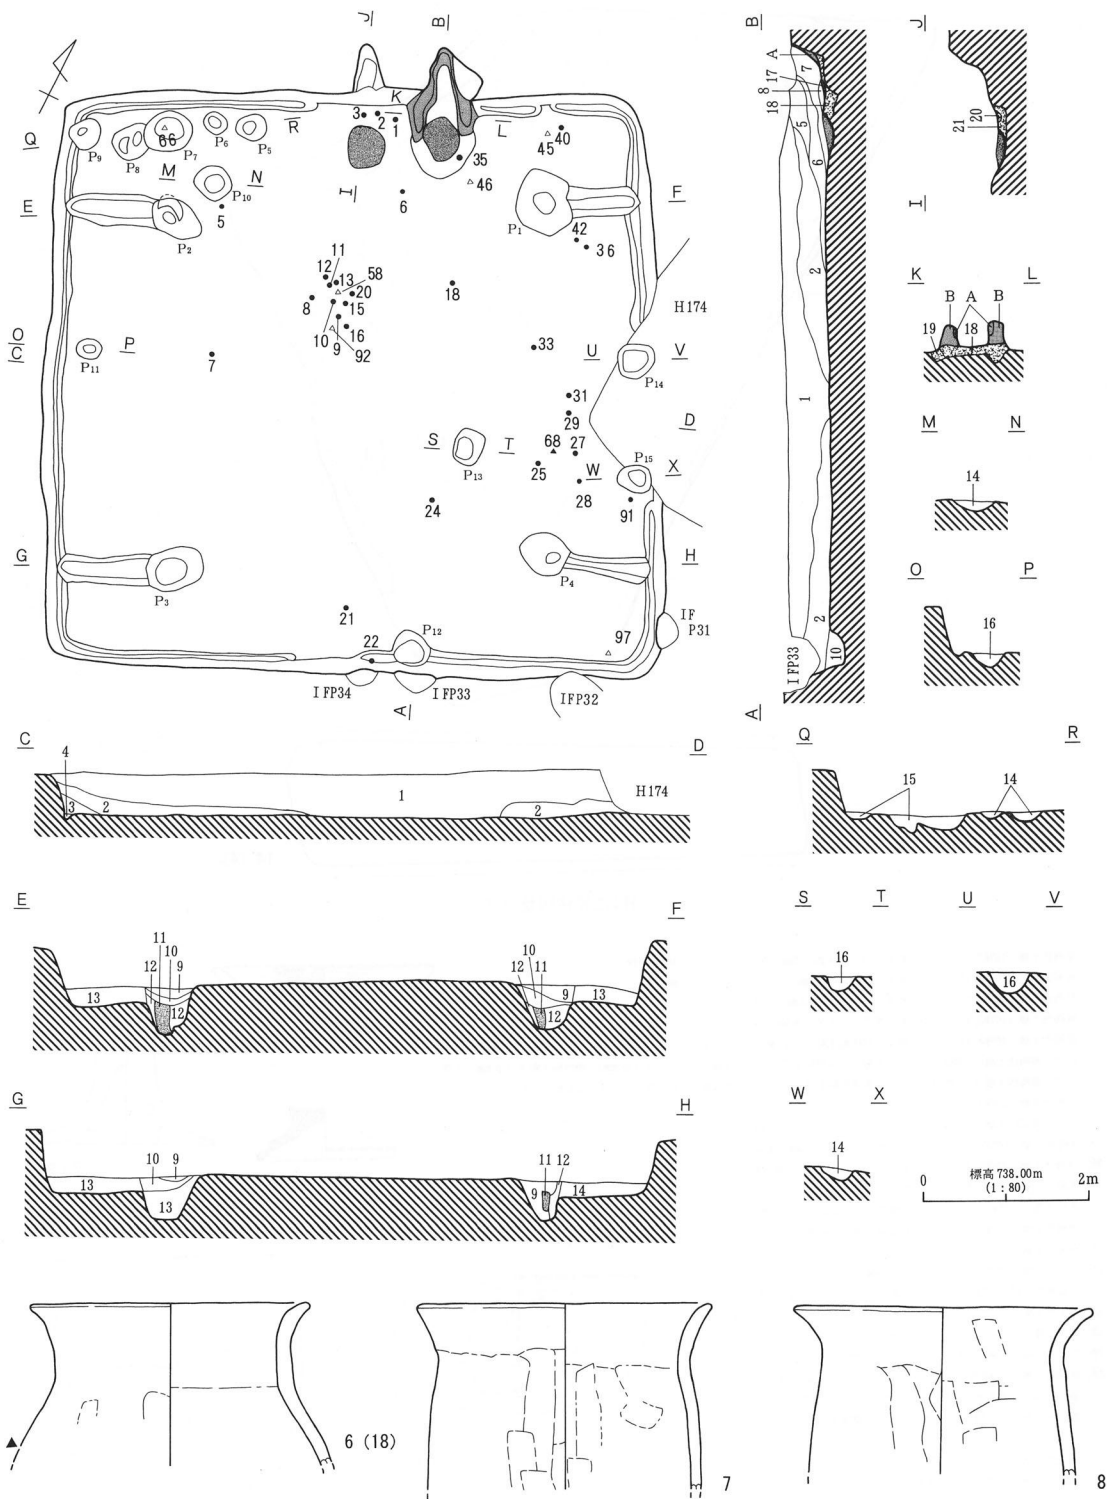 J
B
Q
R
K
L
3
2
1
P9
P8
66
P7
P6
P5
M
N
P10
5
E
P2
I
6
35
46
45
40
P1
F
42
36
11
12
13
58
20
8
15
10
16
9
92
18
33
H174
O
C
P11
P
7
U
V
P14
31
29
D
S
T
P13
68
27
25
W
P15
X
28
24
91
G
P3
P4
H
21
22
P12
97
IF
P31
IFP34
A
IFP33
IFP32
B
A
7
17
8
18
5
6
2
1
2
IFP33
10
A
J
20
21
I
K
L
B
A
B
19
18
M
N
14
O
P
16
C
D
4
3
2
1
2
H174
Q
R
15
14
E
F
11
10
12
9
13
12
10
12
11
9
13
12
S
T
U
V
16
16
G
H
10
9
13
13
11
12
9
14
W
X
14
標高738.00m
0
(1:80)
2m
6 (18)
7
8